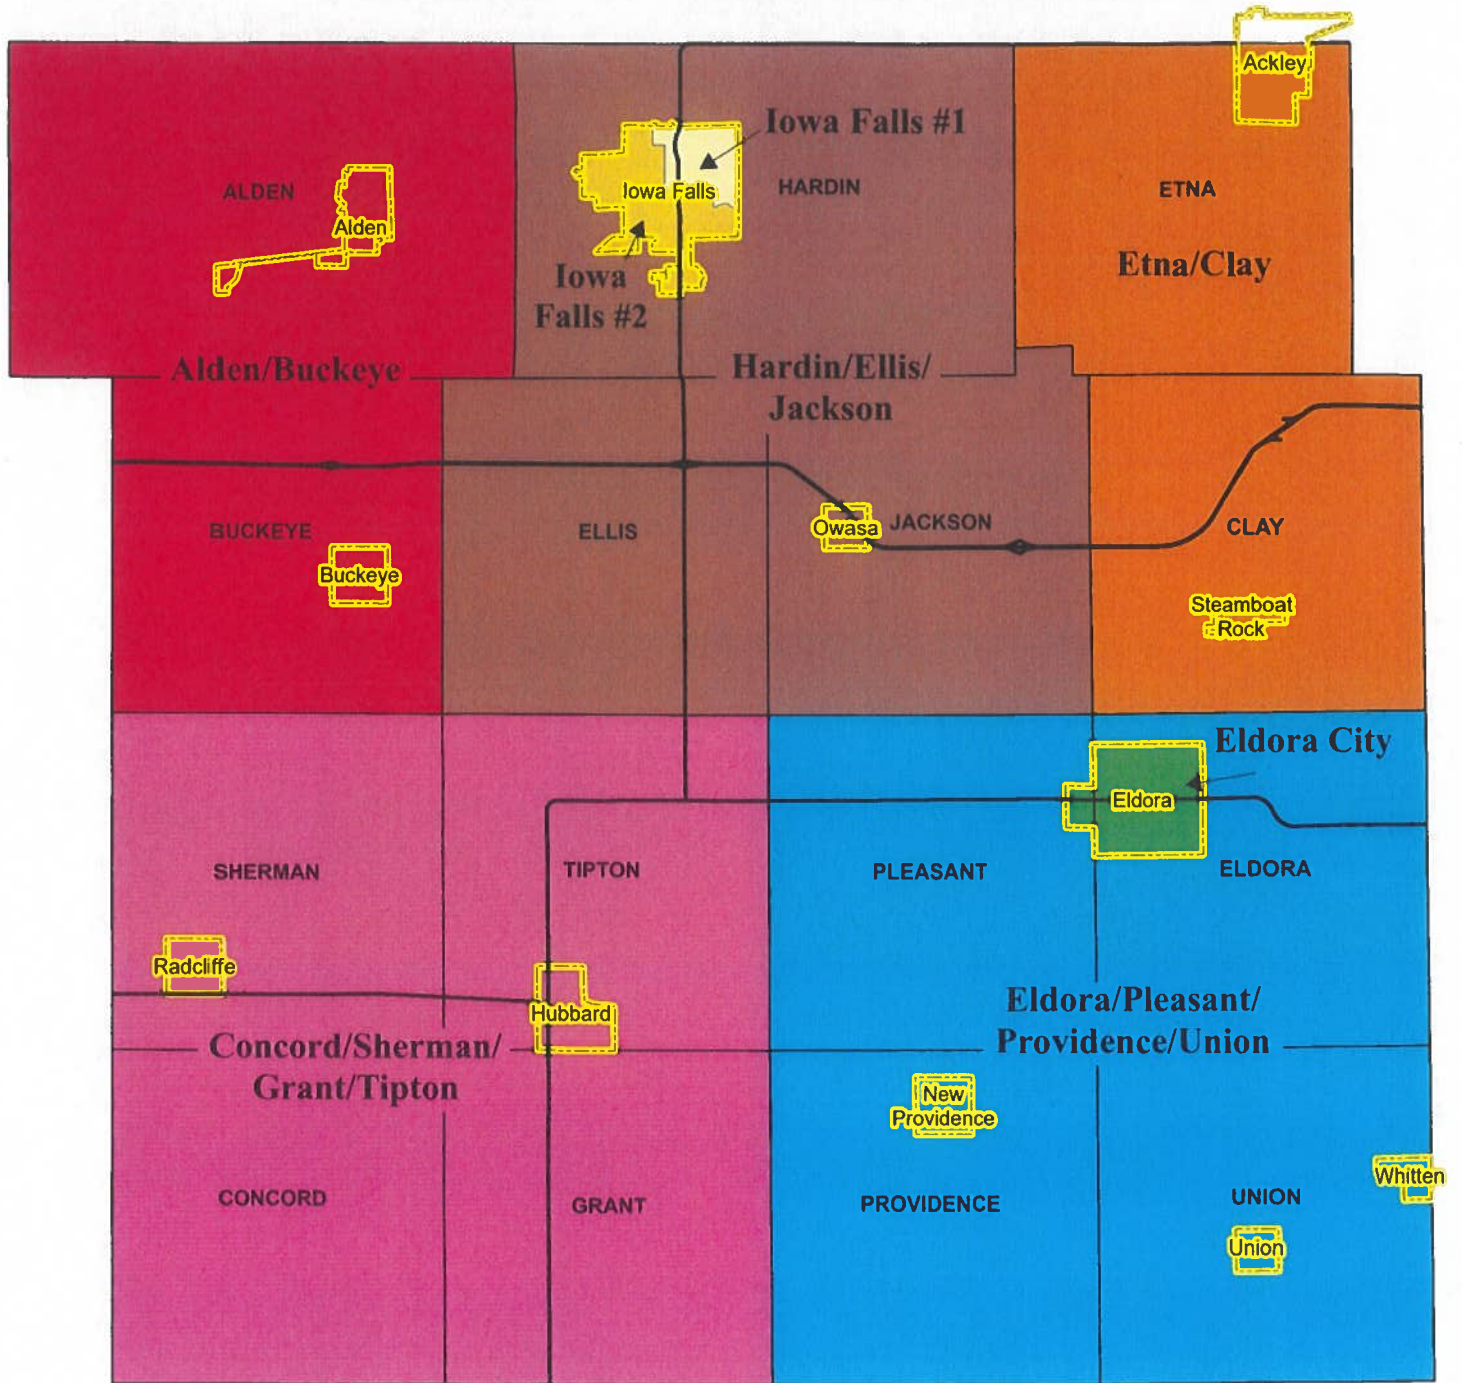 Ackley
Iowa Falls #1
ALDEN
Iowa Falls
HARDIN
ETNA
Alden
Etna/Clay
Iowa
Falls #2
Alden/Buckeye
Hardin/Ellis/
Jackson
BUCKEYE
ELLIS
Owasa
JACKSON
CLAY
Buckeye
Steamboat
Rock
Eldora City
Eldora
SHERMAN
TIPTON
PLEASANT
ELDORA
Radcliffe
Hubbard
Eldora/Pleasant/
Providence/Union
Concord/Sherman/
Grant/Tipton
New
Providence
Whitten
CONCORD
GRANT
PROVIDENCE
UNION
Union